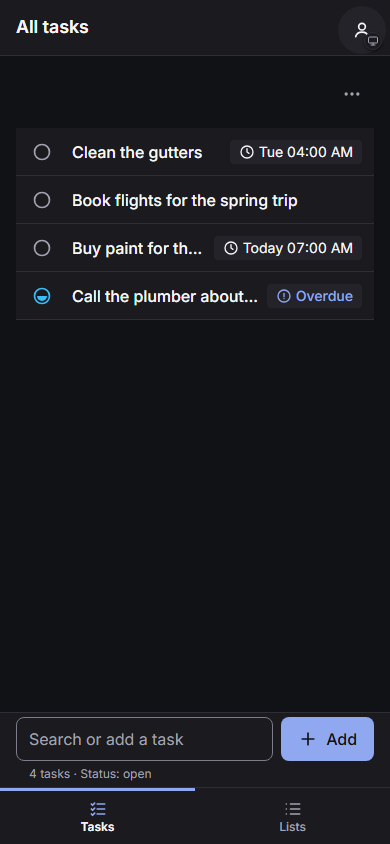 All tasks
Clean the gutters
Tue 04:00 AM
Book flights for the spring trip
Buy paint for th...
Today 07:00 AM
Call the plumber about...
Overdue
Search or add a task
Add
4 tasks · Status: open
Tasks
Lists